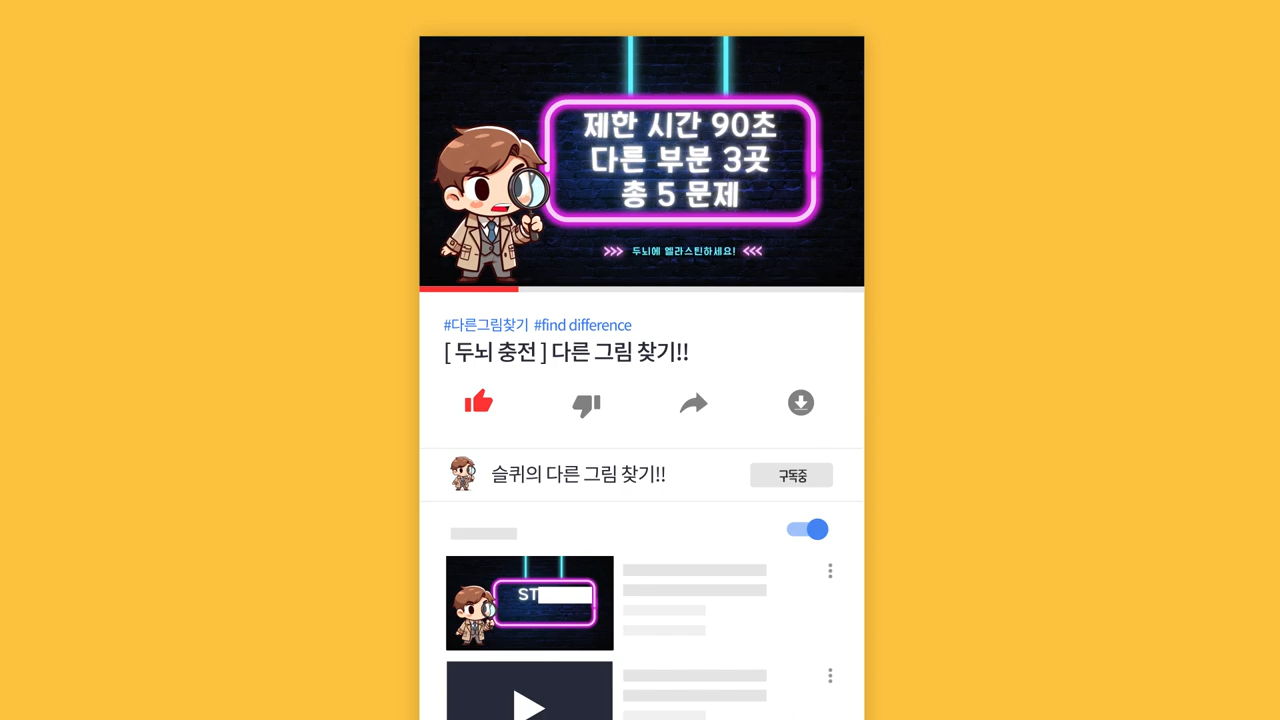 제한 시간 90초
다른 부분 3곳
총 5 문제
>>> 두뇌에 엘라스틴하세요! <<<
#다른그림찾기 #find difference
[ 두뇌 충전 ] 다른 그림 찾기!!
슬퀴의 다른 그림 찾기!!
구독중
ST